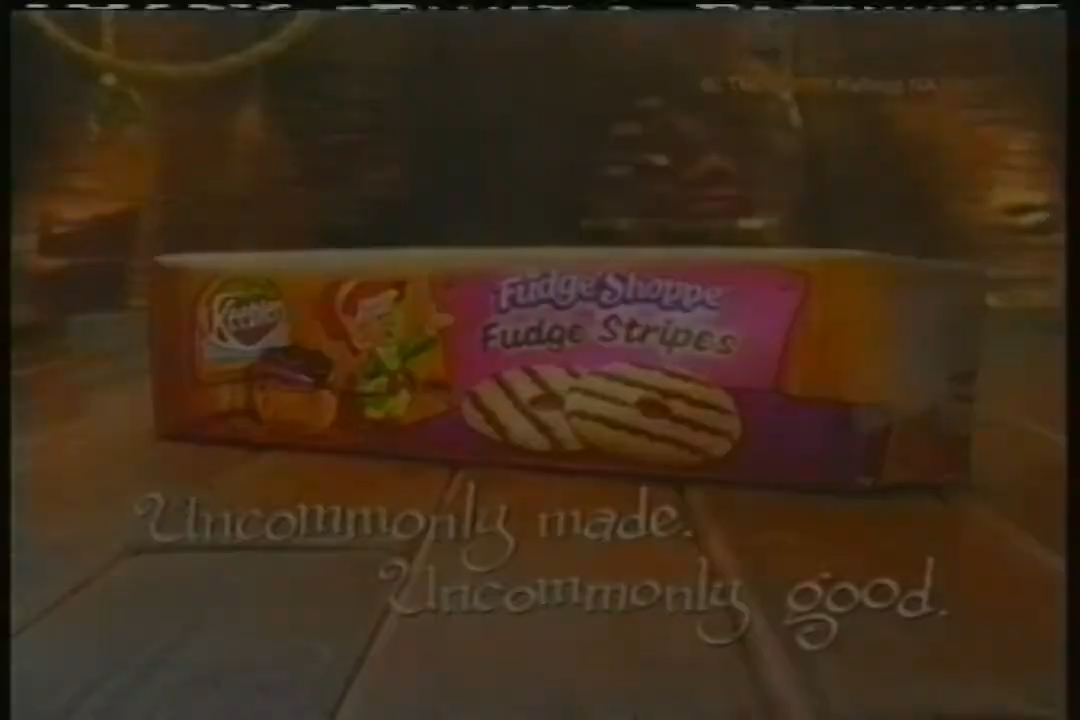 Keebler
Fudge Shoppe
Fudge Stripes
Uncommonly made.
Uncommonly good.